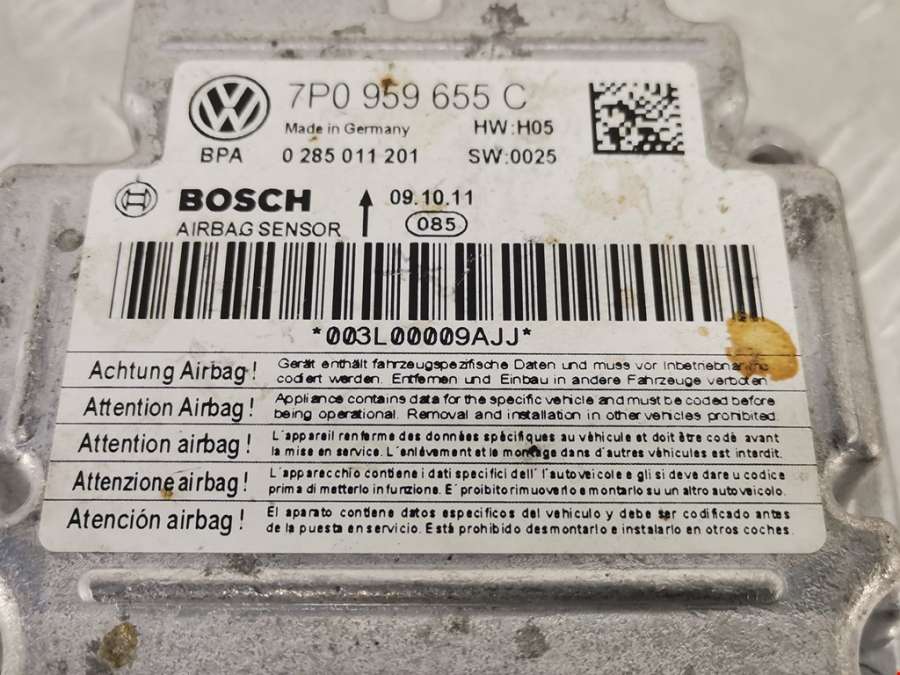 7P0 959 655 C
Made in Germany HW:H05
BPA 0 285 011 201 SW:0025
BOSCH 09.10.11
AIRBAG SENSOR 085
*003L00009AJJ*
Achtung Airbag! Gerät enthält fahrzeugspezifische Daten und muss vor Inbetriebnahme
codiert werden. Entfernen und Einbau in andere Fahrzeuge verboten
Attention Airbag! Appliance contains data for the specific vehicle and must be coded before
being operational. Removal and installation in other vehicles prohibited.
Attention airbag! L'appareil renferme des données spécifiques au véhicule et doit être codé avant
la mise en service. L'enlèvement et le montage dans d'autres véhicules est interdit.
Attenzione airbag! L'apparecchio contiene i dati specifici dell'l'autoveicolo e gli si deve dare u codice
prima di metterlo in funzione. E' proibito rimuoverlo e montarlo su un altro autoveicolo.
Atención airbag! El aparato contiene datos especificos del vehiculo y debe ser codificado antes
de la puesta en servicio. Está prohibido desmontarlo e instalarlo en otros coches.